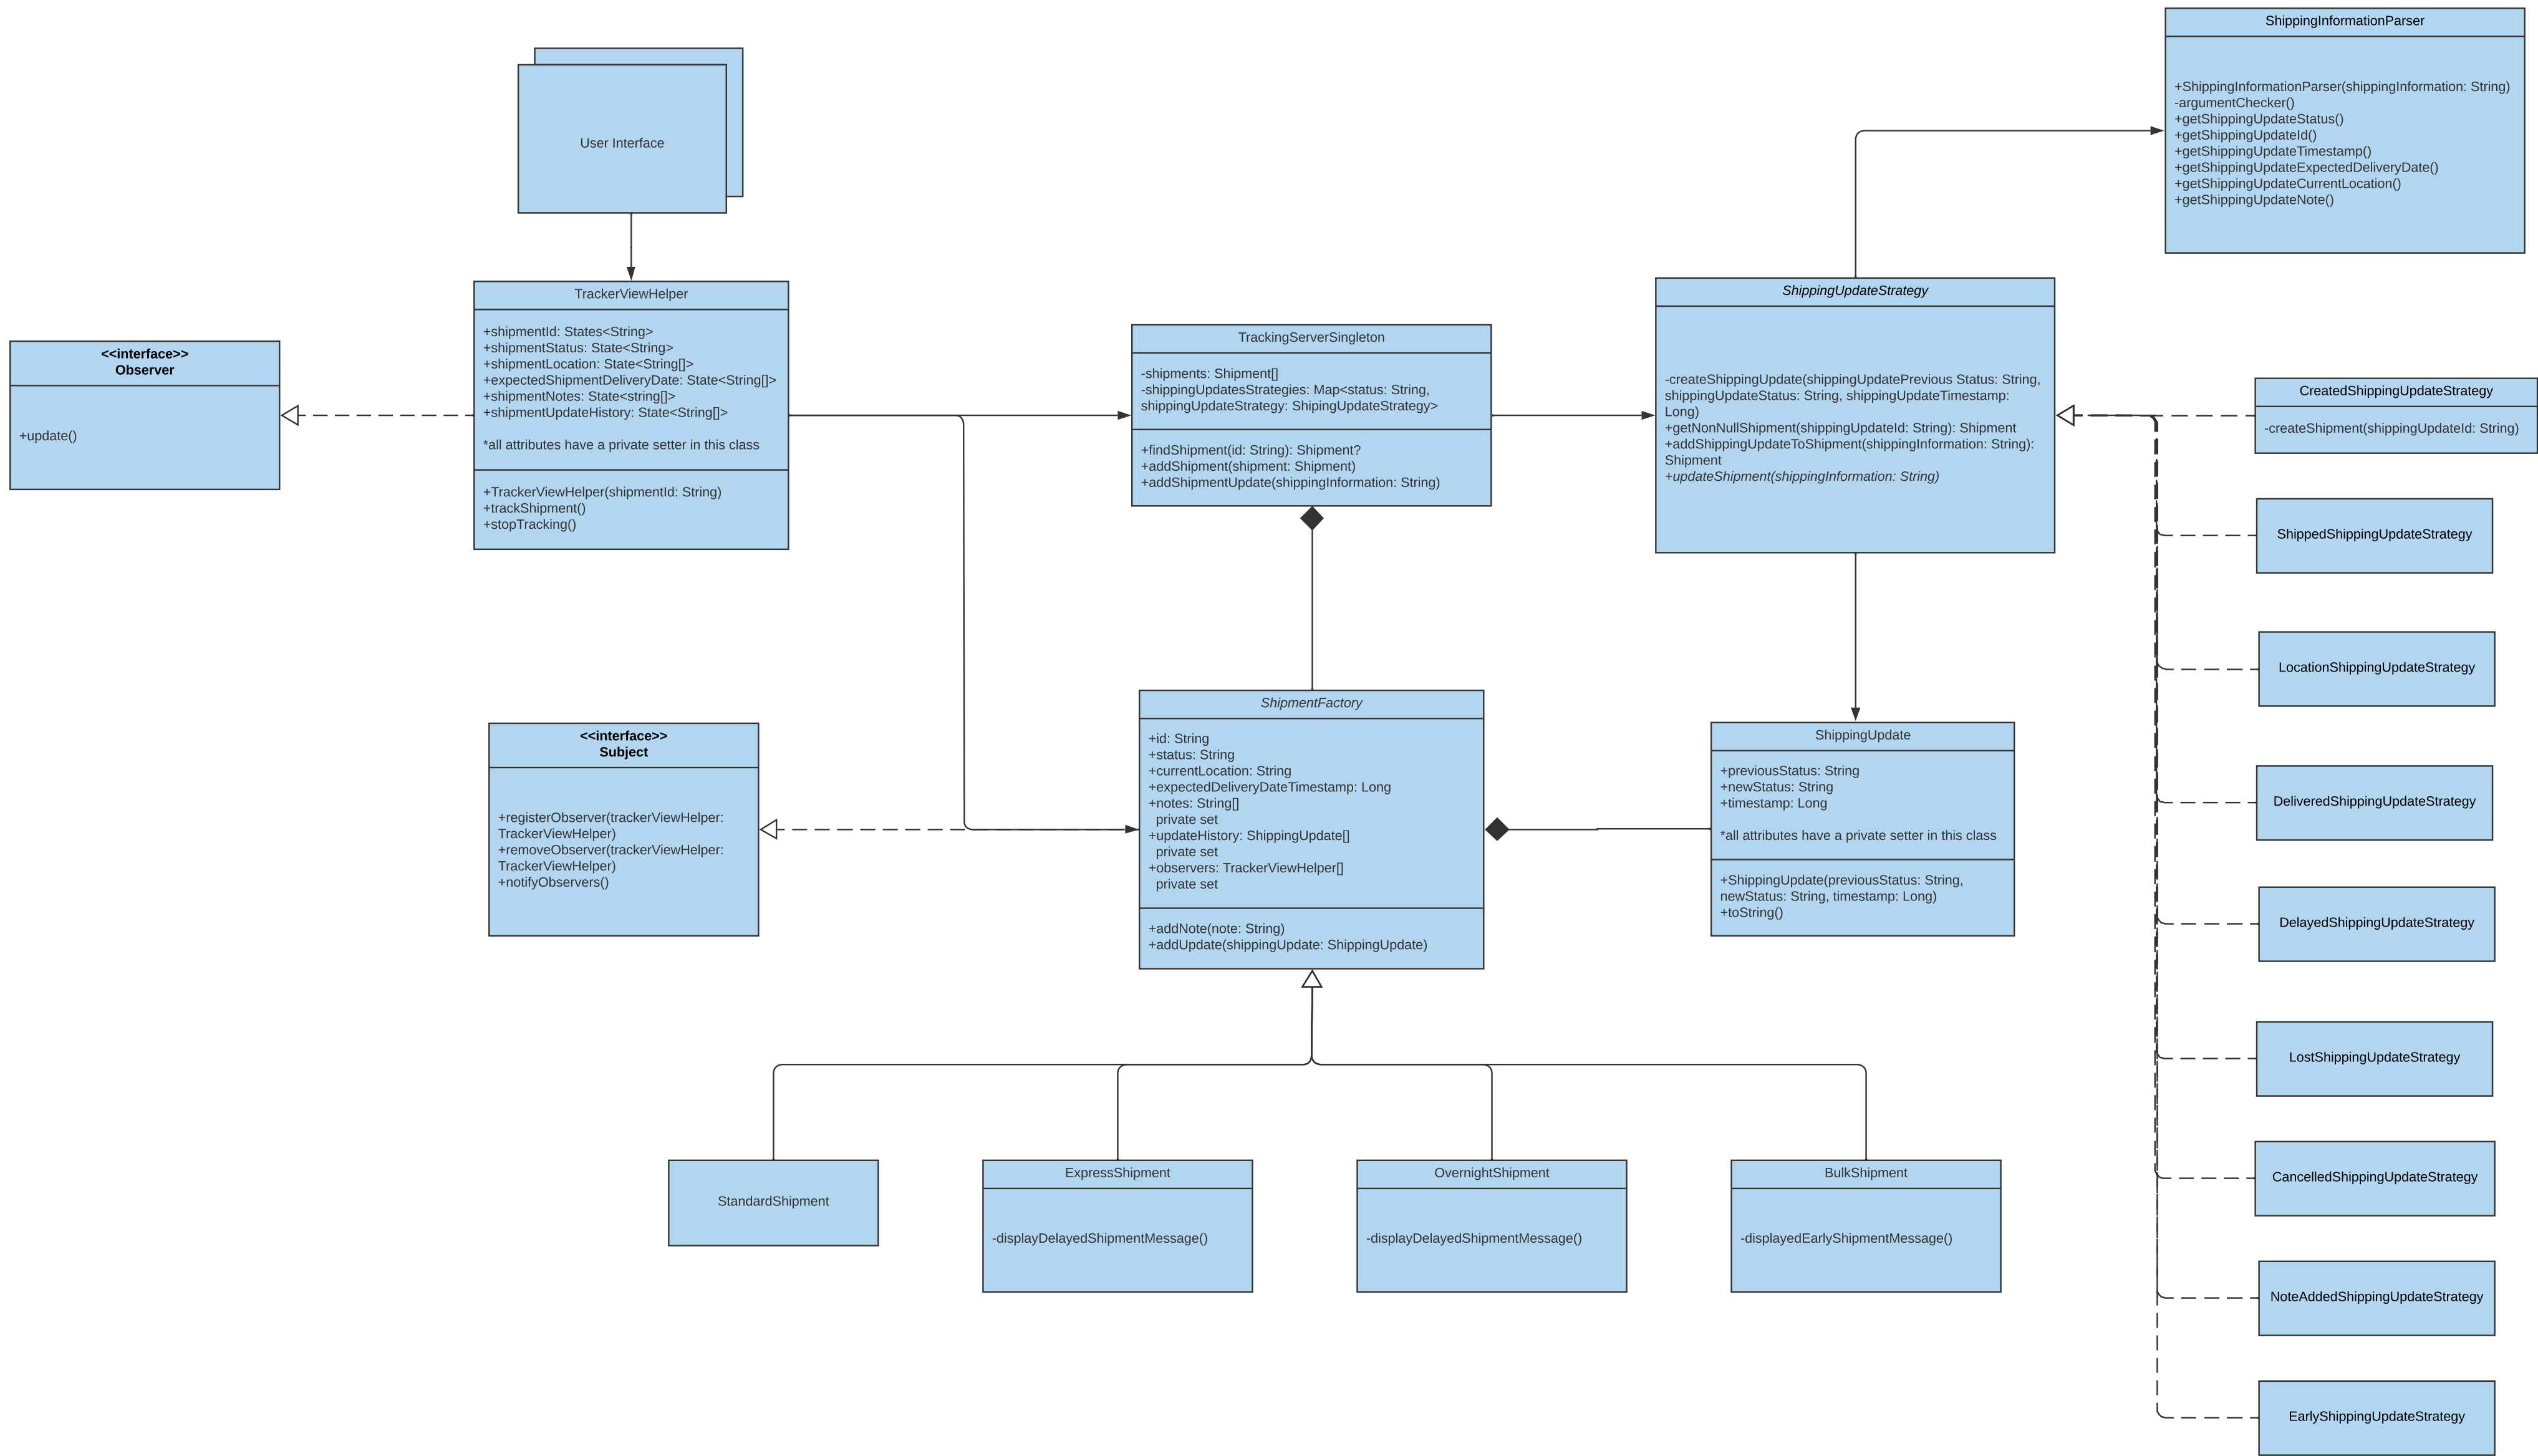 ShippingInformationParser
+ShippingInformationParser(shippingInformation: String)
-argumentChecker()
+getShippingUpdateStatus()
+getShippingUpdateId()
+getShippingUpdateTimestamp()
+getShippingUpdateExpectedDeliveryDate()
+getShippingUpdateCurrentLocation()
+getShippingUpdateNote()
User Interface
TrackerViewHelper
+shipmentId: States<String>
+shipmentStatus: State<String>
+shipmentLocation: State<String[]>
+expectedShipmentDeliveryDate: State<String[]>
+shipmentNotes: State<string[]>
+shipmentUpdateHistory: State<String[]>
*all attributes have a private setter in this class
+TrackerViewHelper(shipmentId: String)
+trackShipment()
+stopTracking()
<<interface>>
Observer
+update()
TrackingServerSingleton
-shipments: Shipment[]
-shippingUpdatesStrategies: Map<status: String,
shippingUpdateStrategy: ShipingUpdateStrategy>
+findShipment(id: String): Shipment?
+addShipment(shipment: Shipment)
+addShipmentUpdate(shippingInformation: String)
ShippingUpdateStrategy
-createShippingUpdate(shippingUpdatePrevious Status: String,
shippingUpdateStatus: String, shippingUpdateTimestamp:
Long)
+getNonNullShipment(shippingUpdateId: String): Shipment
+addShippingUpdateToShipment(shippingInformation: String):
Shipment
+updateShipment(shippingInformation: String)
CreatedShippingUpdateStrategy
-createShipment(shippingUpdateId: String)
ShippedShippingUpdateStrategy
LocationShippingUpdateStrategy
DeliveredShippingUpdateStrategy
DelayedShippingUpdateStrategy
LostShippingUpdateStrategy
CancelledShippingUpdateStrategy
NoteAddedShippingUpdateStrategy
EarlyShippingUpdateStrategy
<<interface>>
Subject
+registerObserver(trackerViewHelper:
TrackerViewHelper)
+removeObserver(trackerViewHelper:
TrackerViewHelper)
+notifyObservers()
ShipmentFactory
+id: String
+status: String
+currentLocation: String
+expectedDeliveryDateTimestamp: Long
+notes: String[]
private set
+updateHistory: ShippingUpdate[]
private set
+observers: TrackerViewHelper[]
private set
+addNote(note: String)
+addUpdate(shippingUpdate: ShippingUpdate)
ShippingUpdate
+previousStatus: String
+newStatus: String
+timestamp: Long
*all attributes have a private setter in this class
+ShippingUpdate(previousStatus: String,
newStatus: String, timestamp: Long)
+toString()
StandardShipment
ExpressShipment
-displayDelayedShipmentMessage()
OvernightShipment
-displayDelayedShipmentMessage()
BulkShipment
-displayedEarlyShipmentMessage()